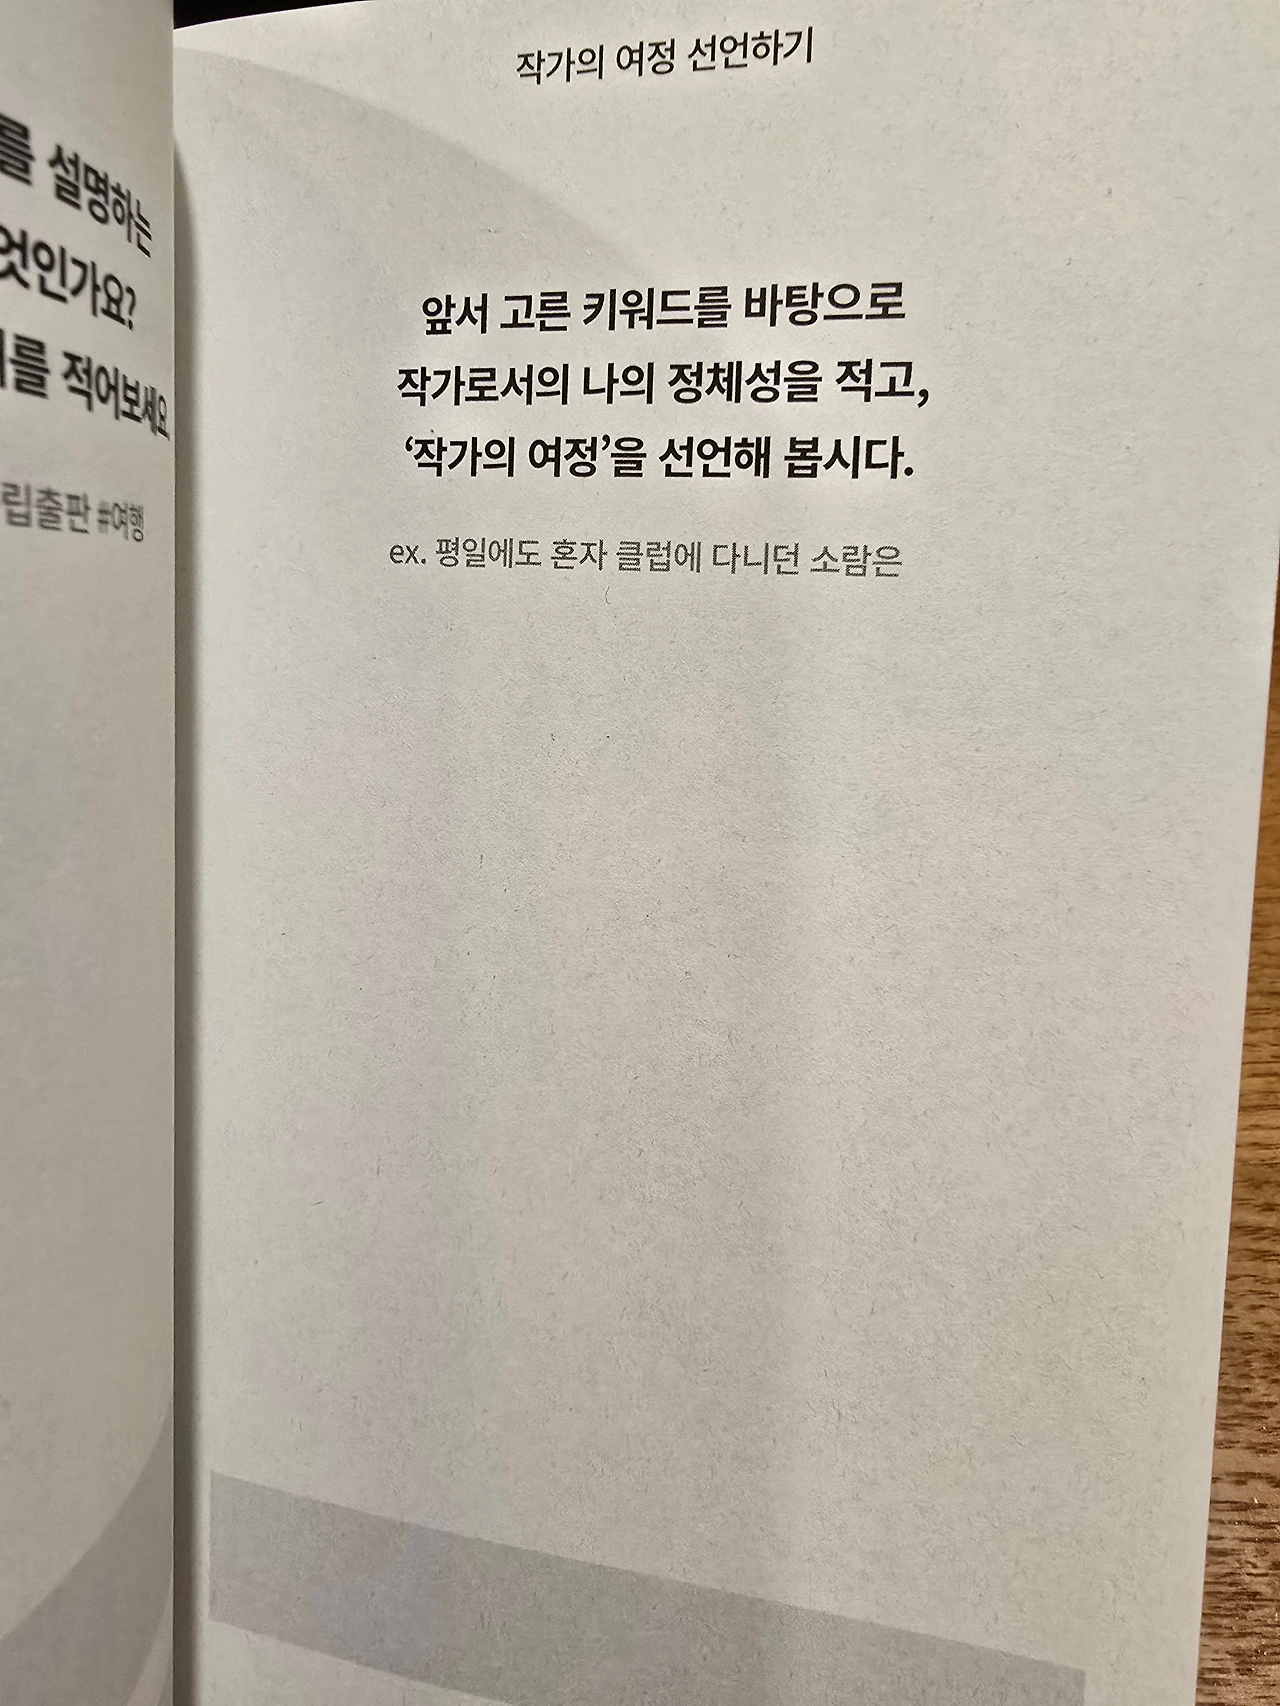 를 설명하는
엇인가요?
를 적어보세요.
립출판 #여행
작가의 여정 선언하기
앞서 고른 키워드를 바탕으로
작가로서의 나의 정체성을 적고,
‘작가의 여정’을 선언해 봅시다.
ex. 평일에도 혼자 클럽에 다니던 소람은